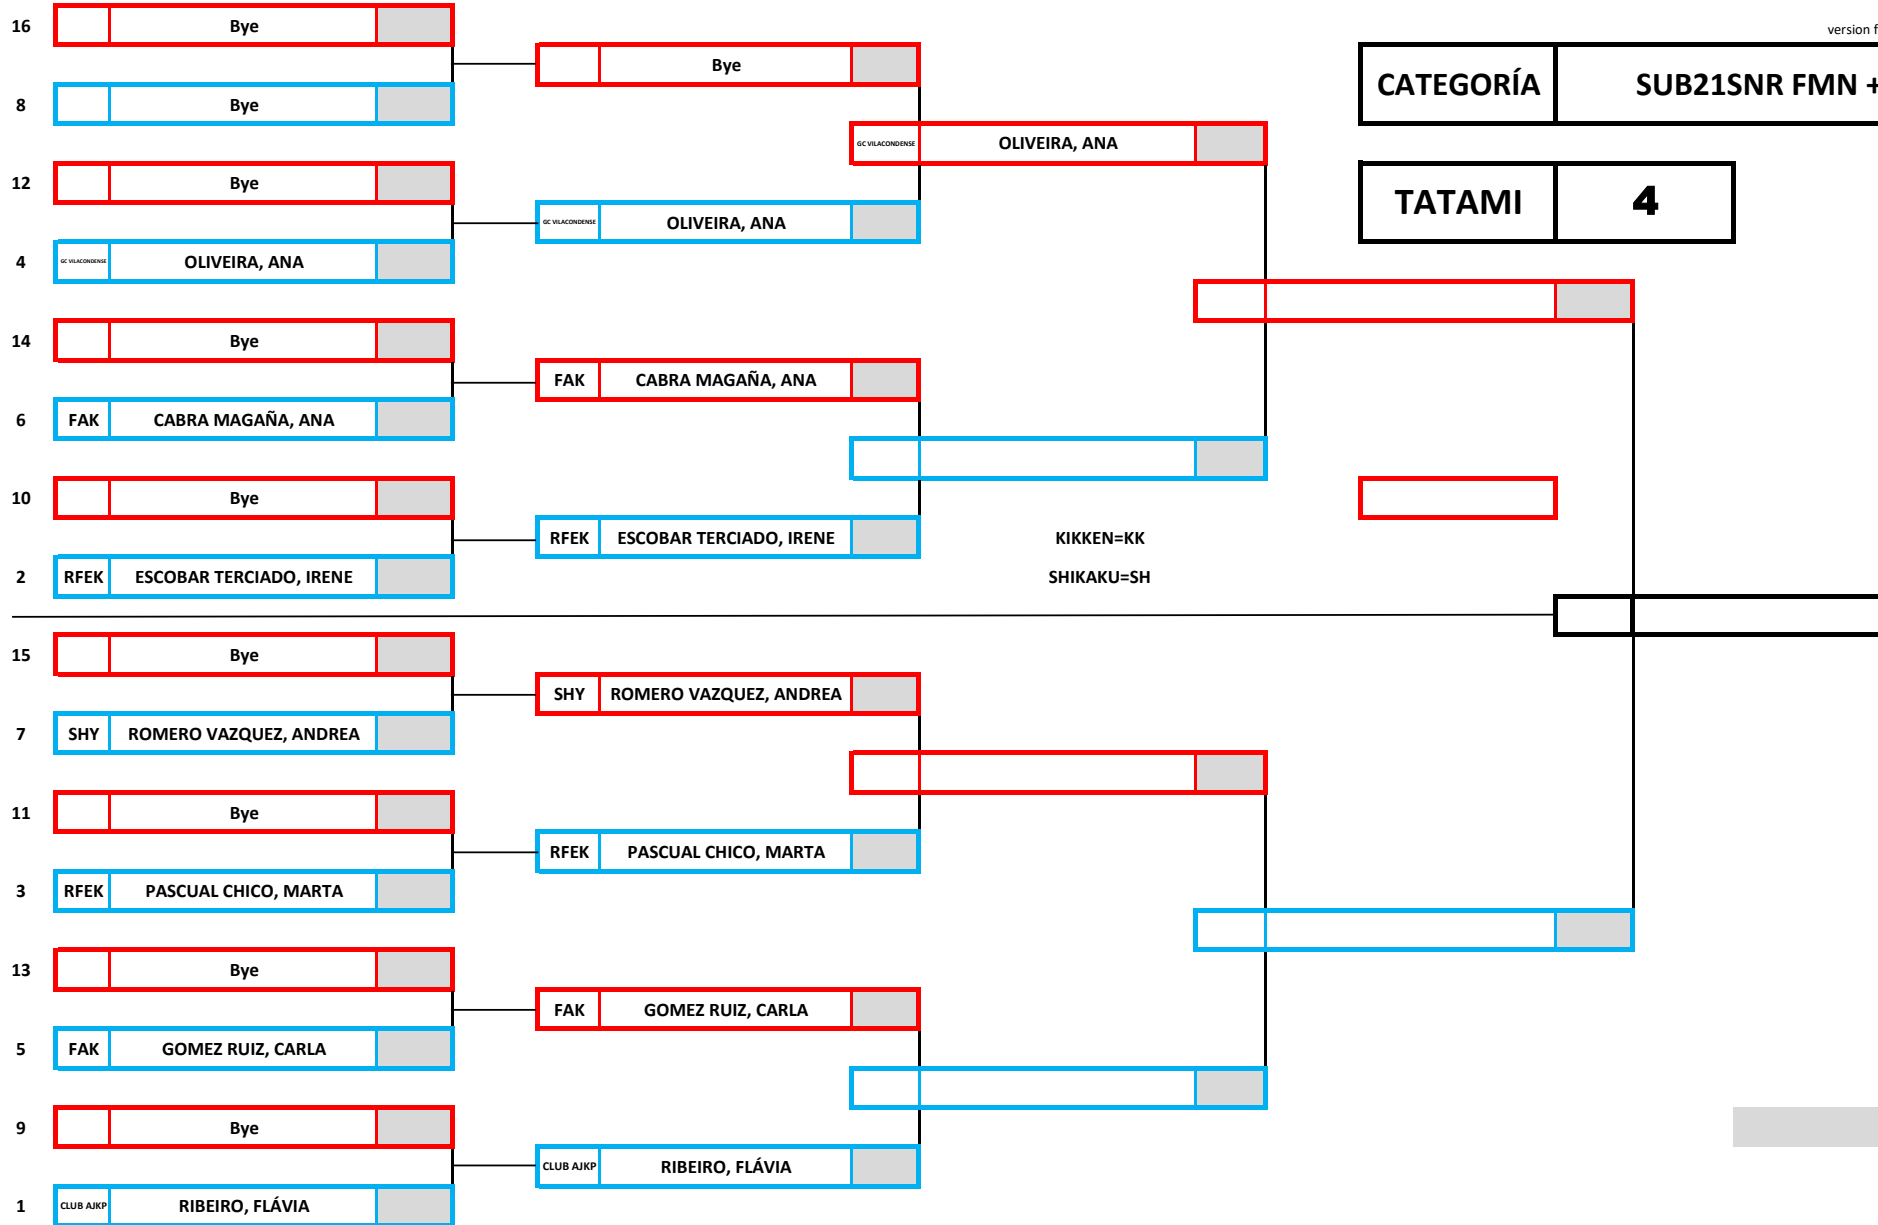 16 Bye
version f
Bye
CATEGORÍA SUB21SNR FMN +
8 Bye
GC VILACONDENSE OLIVEIRA, ANA
12 Bye
TATAMI 4
GC VILACONDENSE OLIVEIRA, ANA
4 GC VILACONDENSE OLIVEIRA, ANA
14 Bye
FAK CABRA MAGAÑA, ANA
6 FAK CABRA MAGAÑA, ANA
10 Bye
RFEK ESCOBAR TERCIADO, IRENE
KIKKEN=KK
2 RFEK ESCOBAR TERCIADO, IRENE
SHIKAKU=SH
15 Bye
SHY ROMERO VAZQUEZ, ANDREA
7 SHY ROMERO VAZQUEZ, ANDREA
11 Bye
RFEK PASCUAL CHICO, MARTA
3 RFEK PASCUAL CHICO, MARTA
13 Bye
FAK GOMEZ RUIZ, CARLA
5 FAK GOMEZ RUIZ, CARLA
9 Bye
CLUB AJKP RIBEIRO, FLÁVIA
1 CLUB AJKP RIBEIRO, FLÁVIA